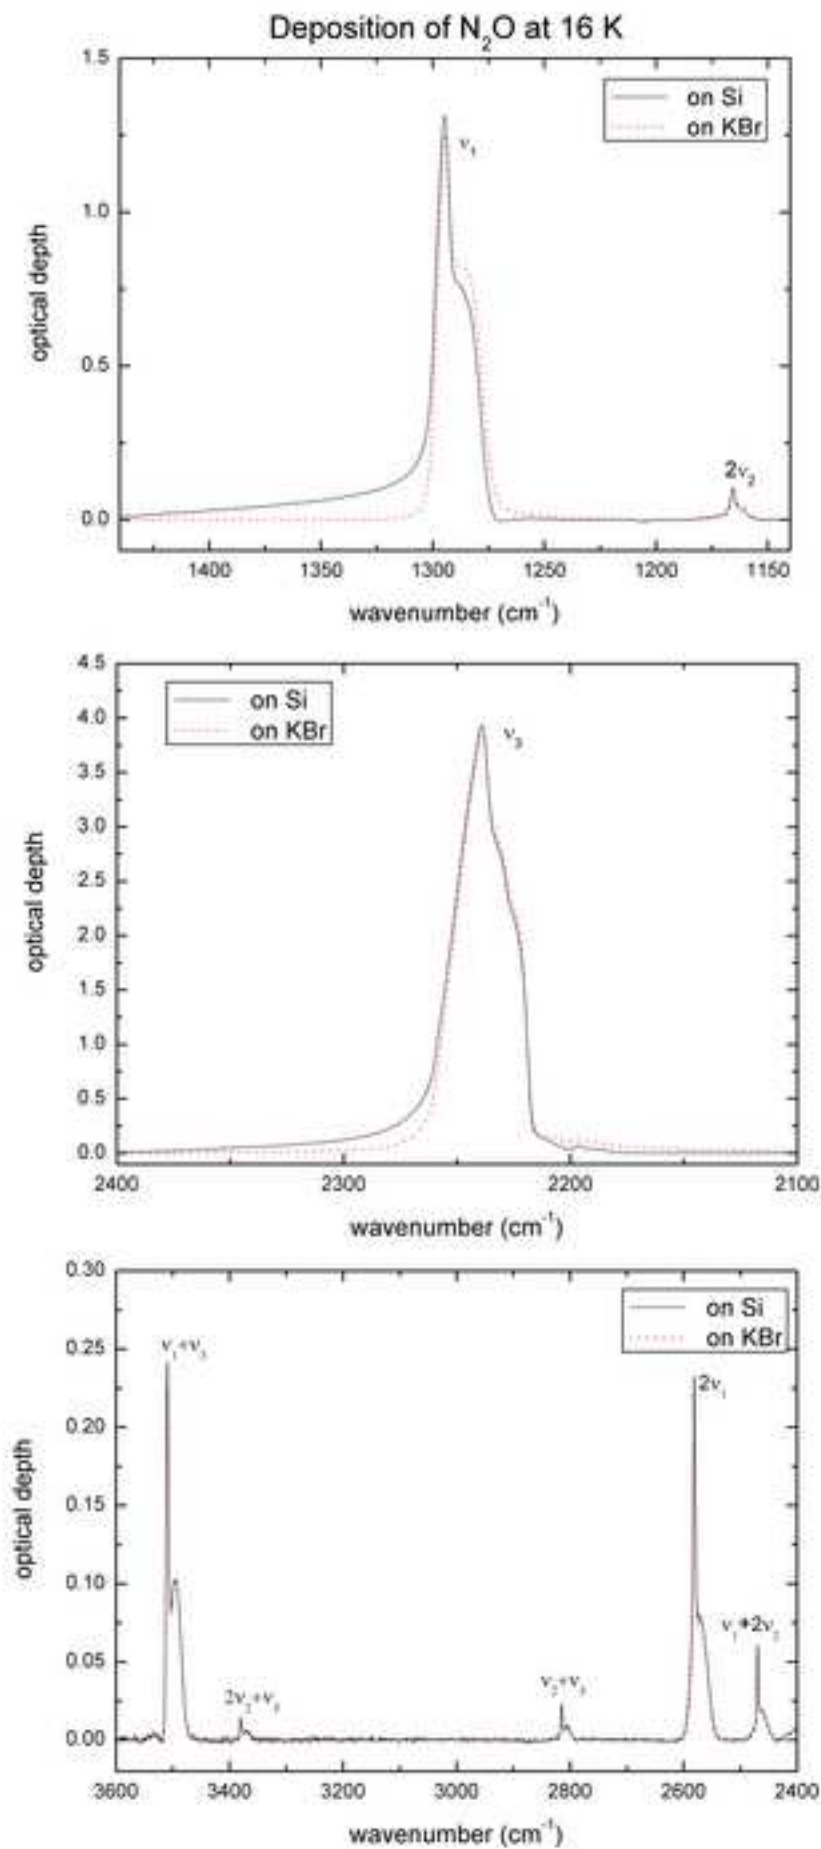 Deposition of N₂O at 16 K
1.5
on Si
on KBr
ν₁
1.0
optical depth
0.5
2ν₂
0.0
1400 1350 1300 1250 1200 1150
wavenumber (cm⁻¹)
4.5
on Si
on KBr
4.0
ν₃
3.5
3.0
optical depth
2.5
2.0
1.5
1.0
0.5
0.0
2400 2300 2200 2100
wavenumber (cm⁻¹)
0.30
on Si
on KBr
0.25
ν₁+ν₃
2ν₁
0.20
optical depth
0.15
0.10
ν₁+2ν₂
0.05
2ν₂+ν₃ ν₂+ν₃
0.00
3600 3400 3200 3000 2800 2600 2400
wavenumber (cm⁻¹)